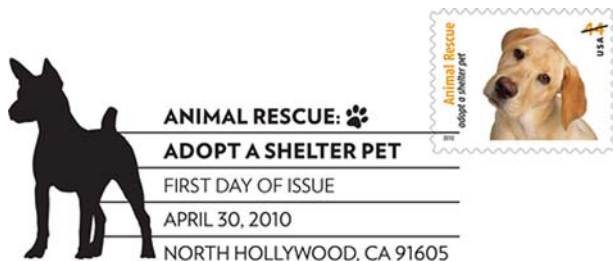 ANIMAL RESCUE:
ADOPT A SHELTER PET
FIRST DAY OF ISSUE
APRIL 30, 2010
NORTH HOLLYWOOD, CA 91605
Animal Rescue
adopt a shelter pet
44
USA
2010